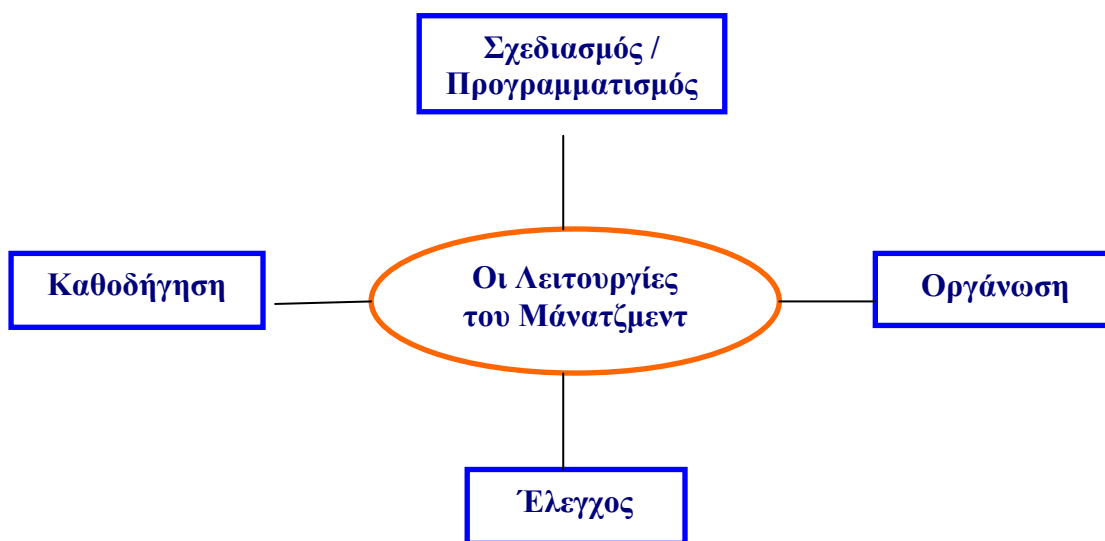 Σχεδιασμός /
Προγραμματισμός
Καθοδήγηση
Οι Λειτουργίες
του Μάνατζμεντ
Οργάνωση
Έλεγχος